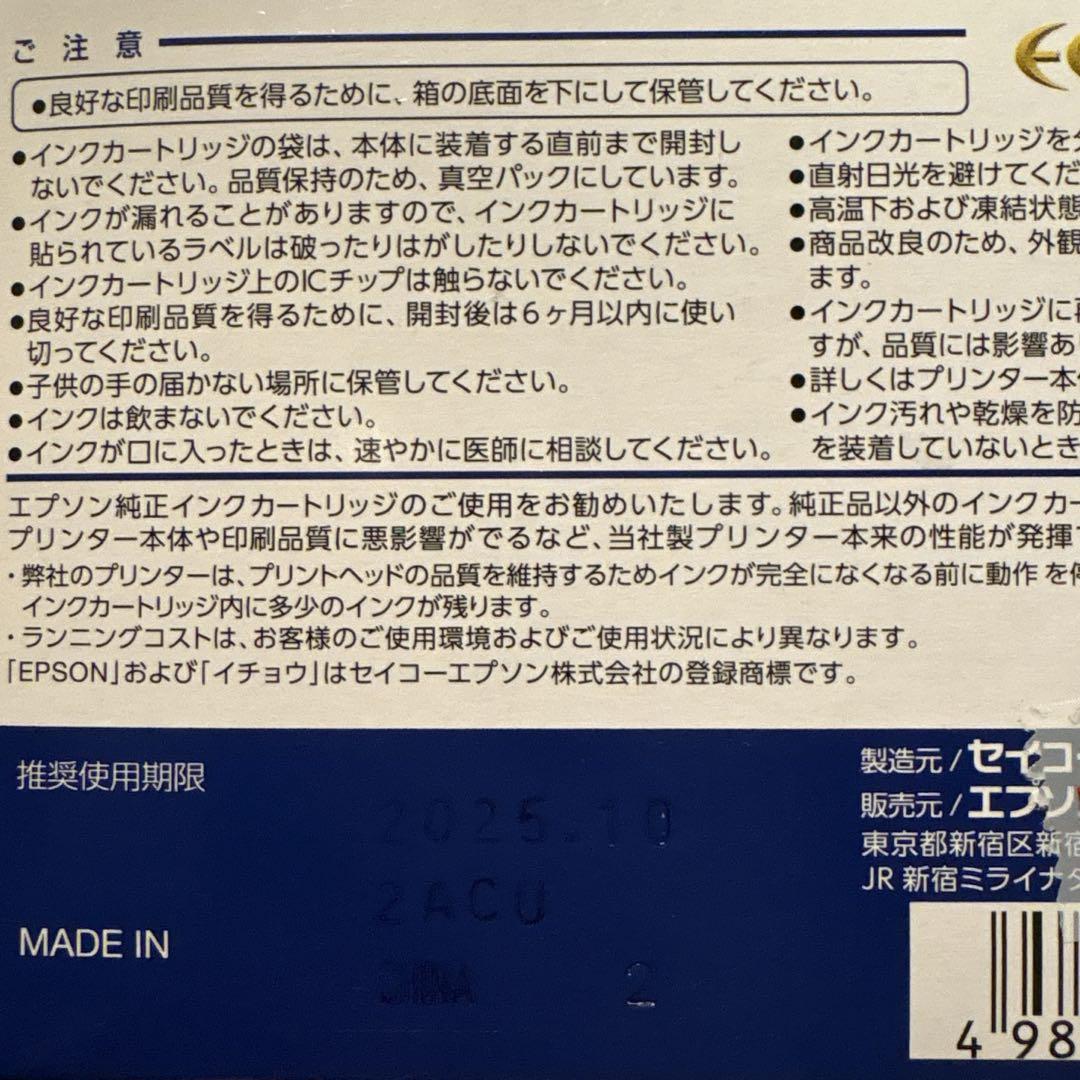 ご注意
●良好な印刷品質を得るために、箱の底面を下にして保管してください。
●インクカートリッジの袋は、本体に装着する直前まで開封し
ないでください。品質保持のため、真空パックにしています。
●インクが漏れることがありますので、インクカートリッジに
貼られているラベルは破ったりはがしたりしないでください。
●インクカートリッジ上のICチップは触らないでください。
●良好な印刷品質を得るために、開封後は6ヶ月以内に使い
切ってください。
●子供の手の届かない場所に保管してください。
●インクは飲まないでください。
●インクが口に入ったときは、速やかに医師に相談してください。
●インクカートリッジを
●直射日光を避けてくだ
●高温下および凍結状態
●商品改良のため、外観
ます。
●インクカートリッジに
すが、品質には影響あ
●詳しくはプリンター本
●インク汚れや乾燥を防
を装着していないとき
エプソン純正インクカートリッジのご使用をお勧めいたします。純正品以外のインクカー
プリンター本体や印刷品質に悪影響がでるなど、当社製プリンター本来の性能が発揮
・弊社のプリンターは、プリントヘッドの品質を維持するためインクが完全になくなる前に動作を
インクカートリッジ内に多少のインクが残ります。
・ランニングコストは、お客様のご使用環境およびご使用状況により異なります。
「EPSON」および「イチョウ」はセイコーエプソン株式会社の登録商標です。
推奨使用期限
2025.10
2ACU
MADE IN
CHINA 2
製造元/セイコー
販売元/エプソ
東京都新宿区新宿
JR 新宿ミライナタ
498